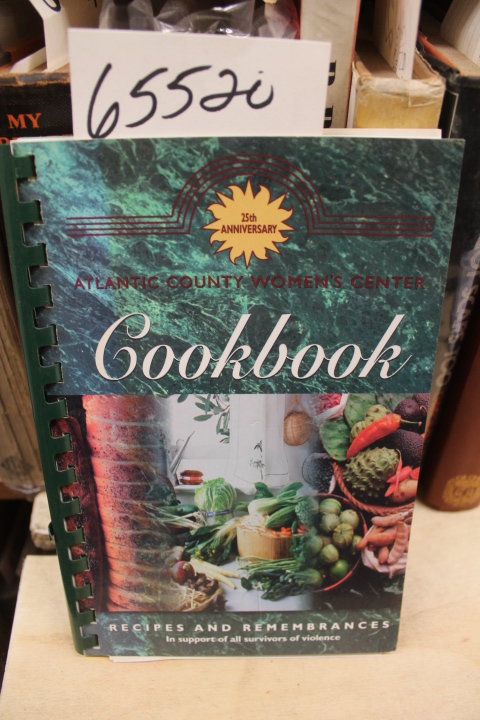 65520
MY
25th
ANNIVERSARY
ATLANTIC COUNTY WOMEN'S CENTER
Cookbook
RECIPES AND REMEMBRANCES
In support of all survivors of violence